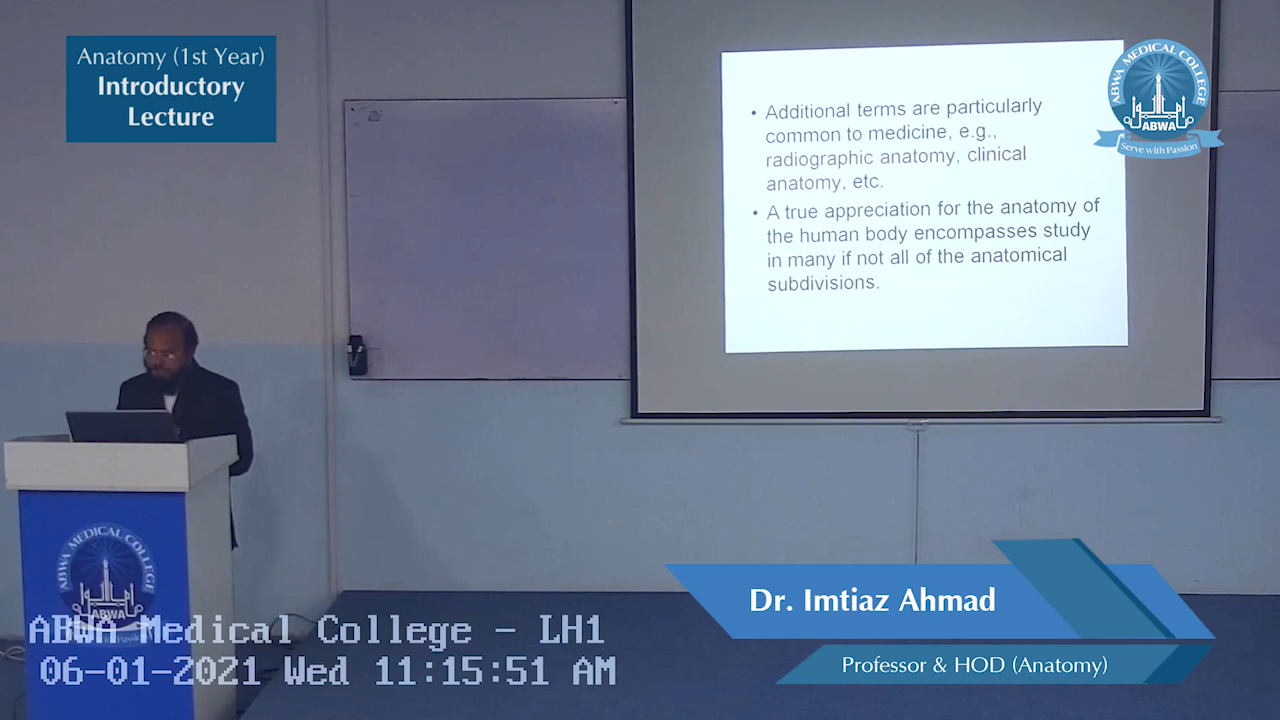 Anatomy (1st Year)
Introductory
Lecture
• Additional terms are particularly
common to medicine, e.g.,
radiographic anatomy, clinical
anatomy, etc.
• A true appreciation for the anatomy of
the human body encompasses study
in many if not all of the anatomical
subdivisions.
ABWA MEDICAL COLLEGE
ABWA
Serve with Passion
ABWA MEDICAL COLLEGE
ABWA
ABWA Medical College - LH1
06-01-2021 Wed 11:15:51 AM
Dr. Imtiaz Ahmad
Professor & HOD (Anatomy)